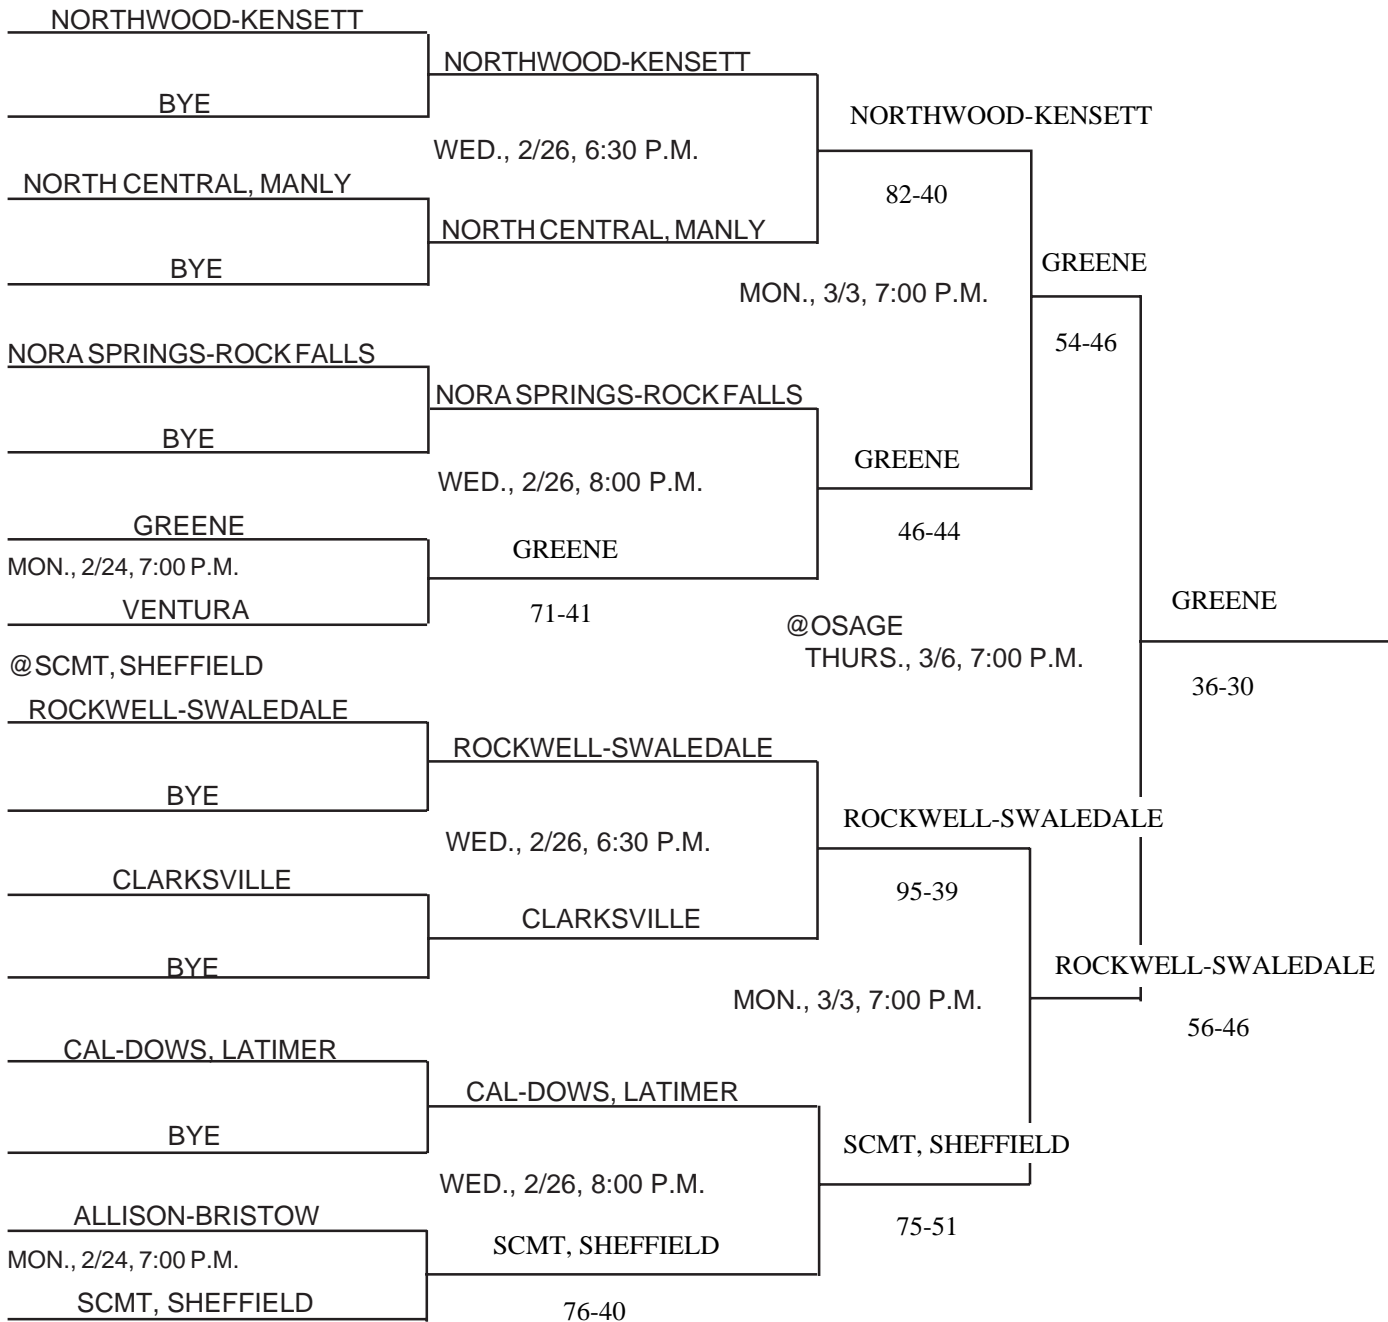 NORTHWOOD-KENSETT
NORTHWOOD-KENSETT
BYE
NORTHWOOD-KENSETT
WED., 2/26, 6:30 P.M.
NORTH CENTRAL, MANLY
82-40
NORTH CENTRAL, MANLY
BYE
GREENE
MON., 3/3, 7:00 P.M.
54-46
NORA SPRINGS-ROCK FALLS
NORA SPRINGS-ROCK FALLS
BYE
GREENE
WED., 2/26, 8:00 P.M.
GREENE
46-44
GREENE
MON., 2/24, 7:00 P.M.
VENTURA
71-41
GREENE
@OSAGE
THURS., 3/6, 7:00 P.M.
@SCMT, SHEFFIELD
36-30
ROCKWELL-SWALEDALE
ROCKWELL-SWALEDALE
BYE
ROCKWELL-SWALEDALE
WED., 2/26, 6:30 P.M.
CLARKSVILLE
95-39
CLARKSVILLE
BYE
ROCKWELL-SWALEDALE
MON., 3/3, 7:00 P.M.
56-46
CAL-DOWS, LATIMER
CAL-DOWS, LATIMER
BYE
SCMT, SHEFFIELD
WED., 2/26, 8:00 P.M.
ALLISON-BRISTOW
75-51
SCMT, SHEFFIELD
MON., 2/24, 7:00 P.M.
SCMT, SHEFFIELD
76-40